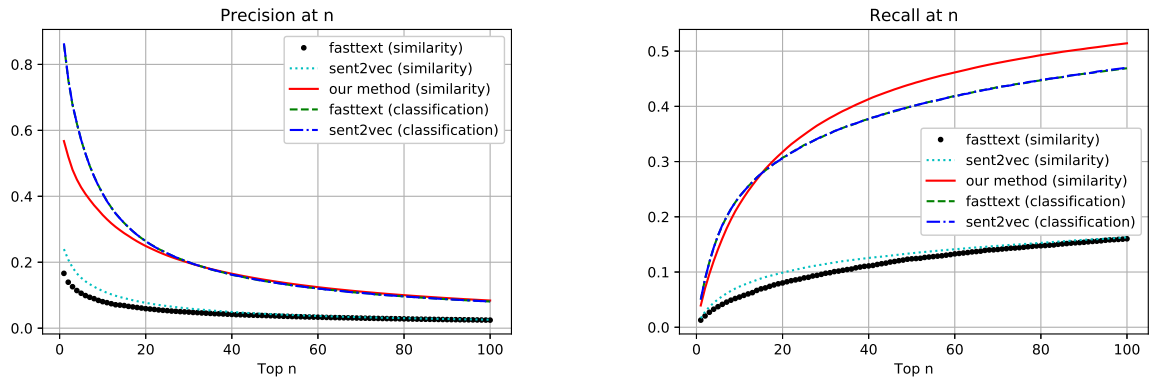 Precision at n
0.8
0.6
0.4
0.2
0.0
fasttext (similarity)
sent2vec (similarity)
our method (similarity)
fasttext (classification)
sent2vec (classification)
0 20 40 60 80 100
Top n
Recall at n
0.5
0.4
0.3
0.2
0.1
0.0
fasttext (similarity)
sent2vec (similarity)
our method (similarity)
fasttext (classification)
sent2vec (classification)
0 20 40 60 80 100
Top n